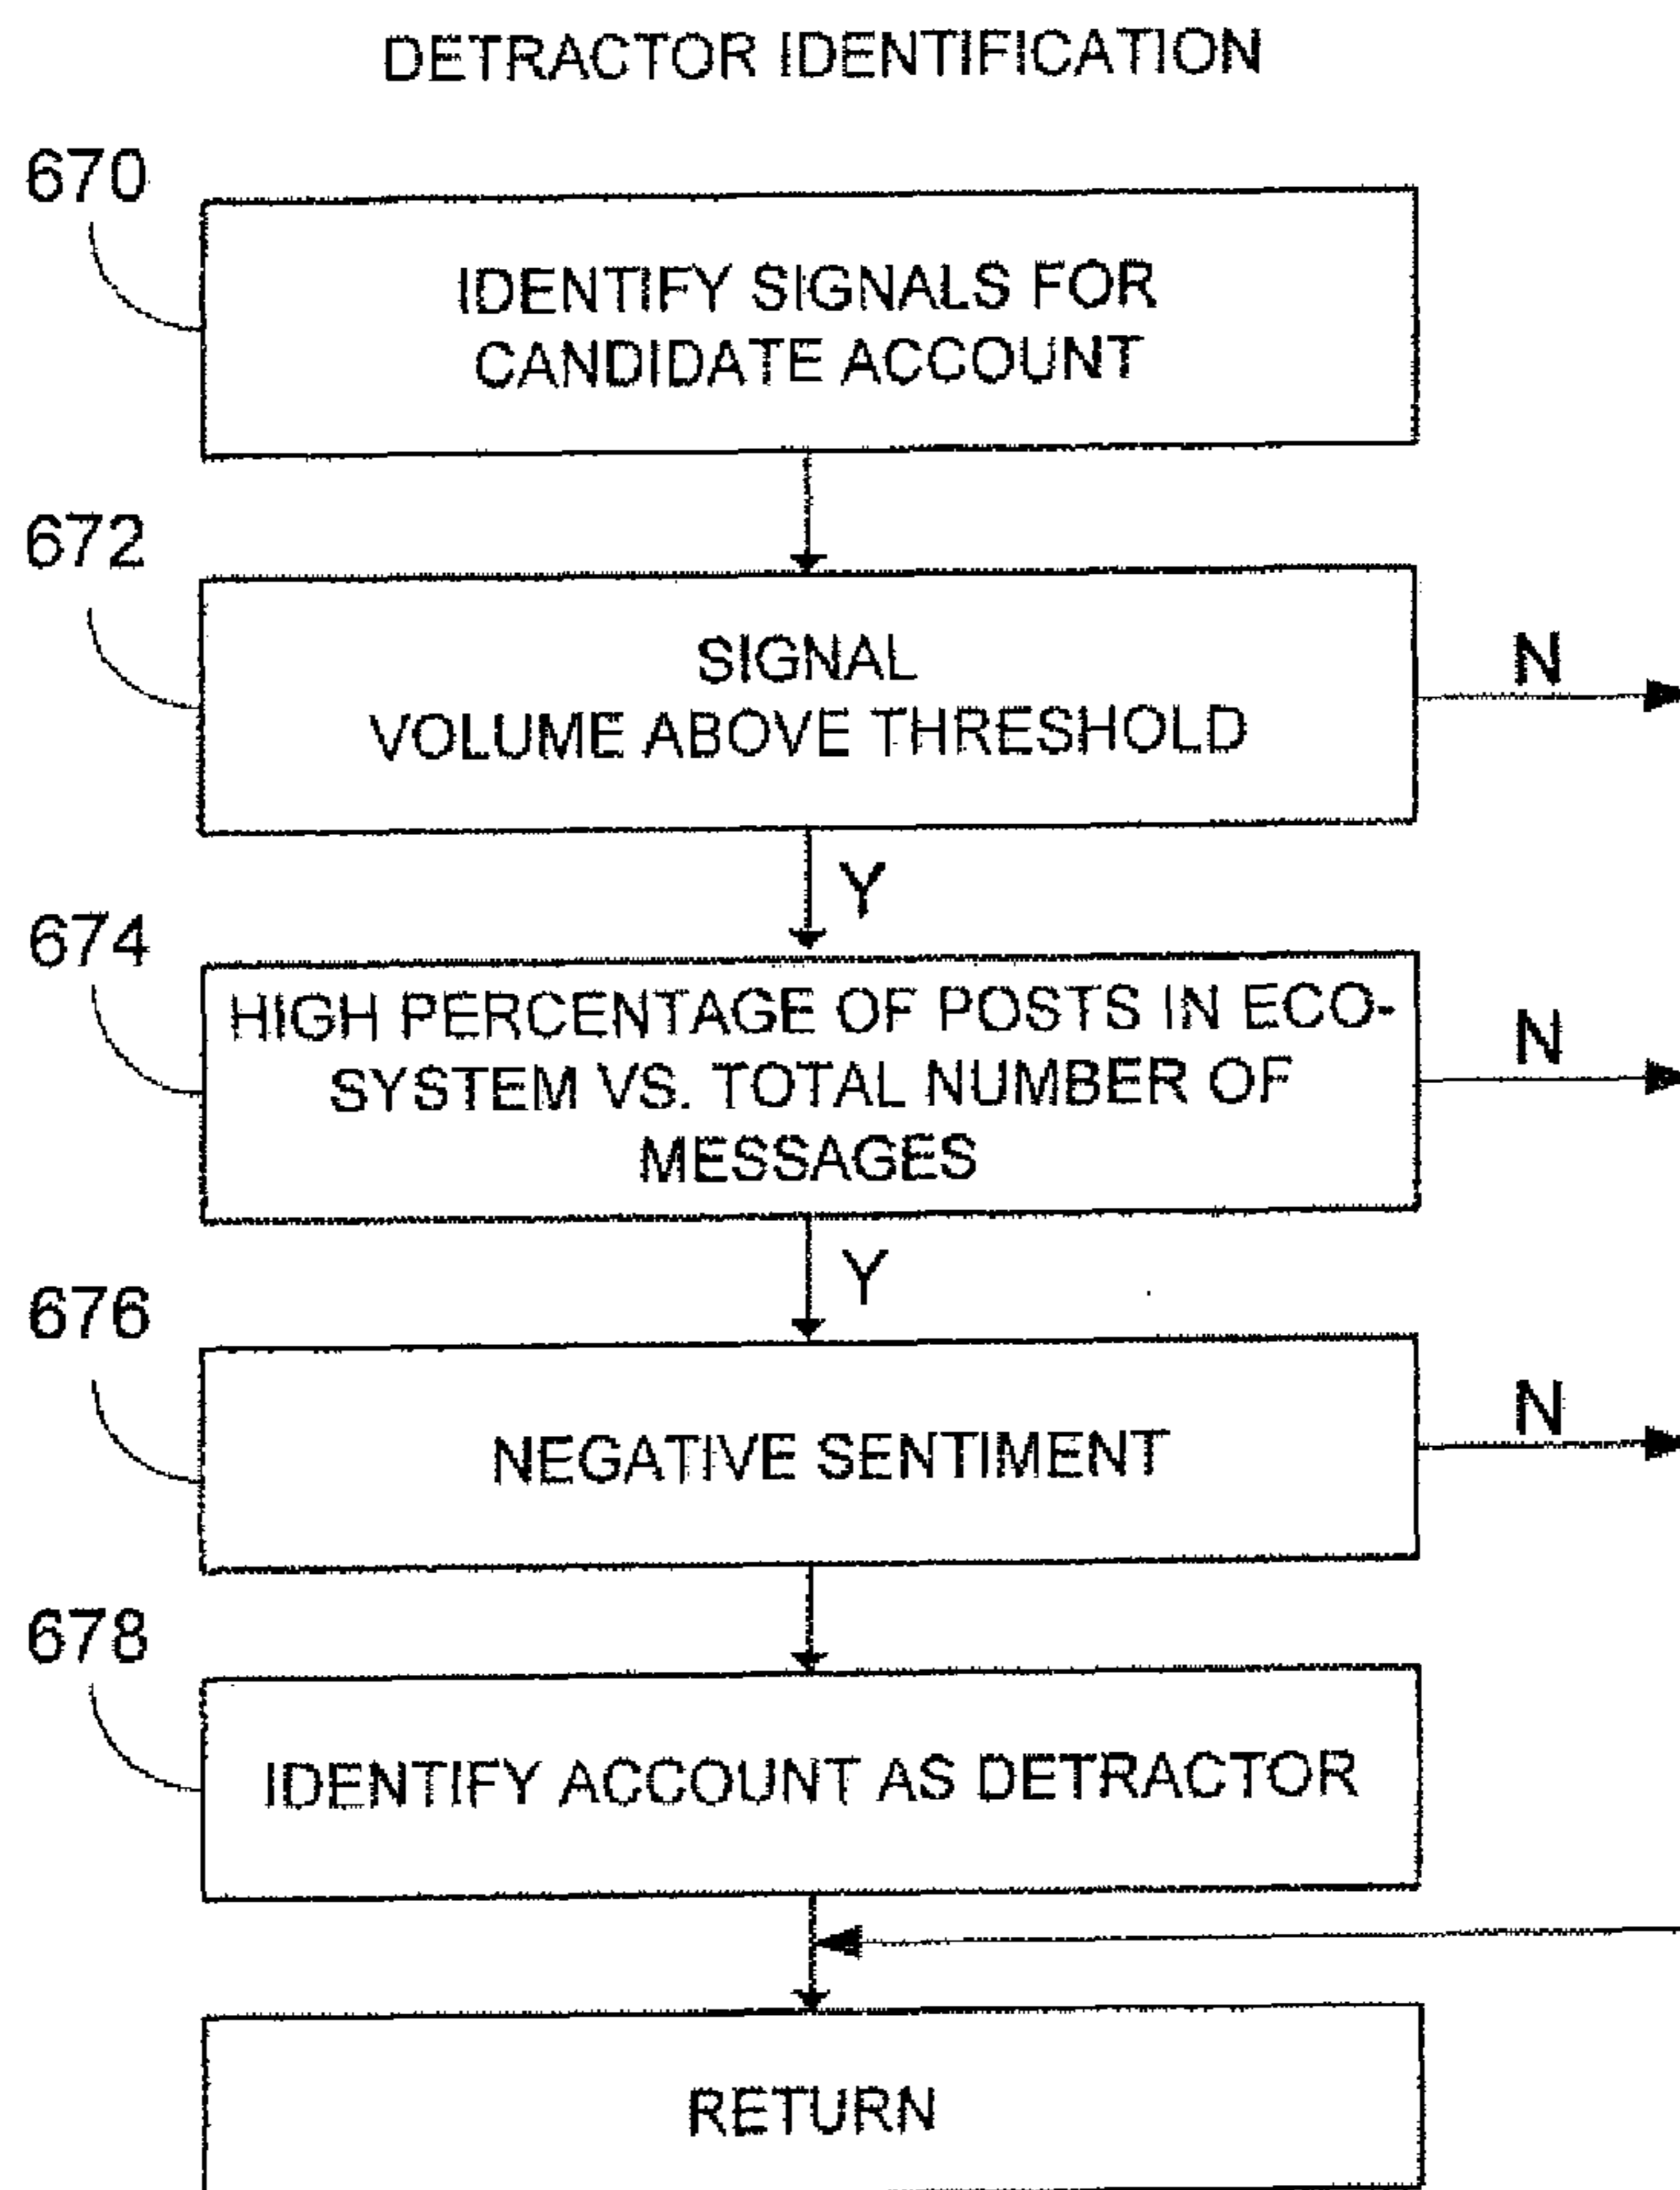 DETRACTOR IDENTIFICATION
670
IDENTIFY SIGNALS FOR
CANDIDATE ACCOUNT
672
SIGNAL
VOLUME ABOVE THRESHOLD
N
Y
674
HIGH PERCENTAGE OF POSTS IN ECO-
SYSTEM VS. TOTAL NUMBER OF
MESSAGES
N
Y
676
NEGATIVE SENTIMENT
N
678
IDENTIFY ACCOUNT AS DETRACTOR
RETURN